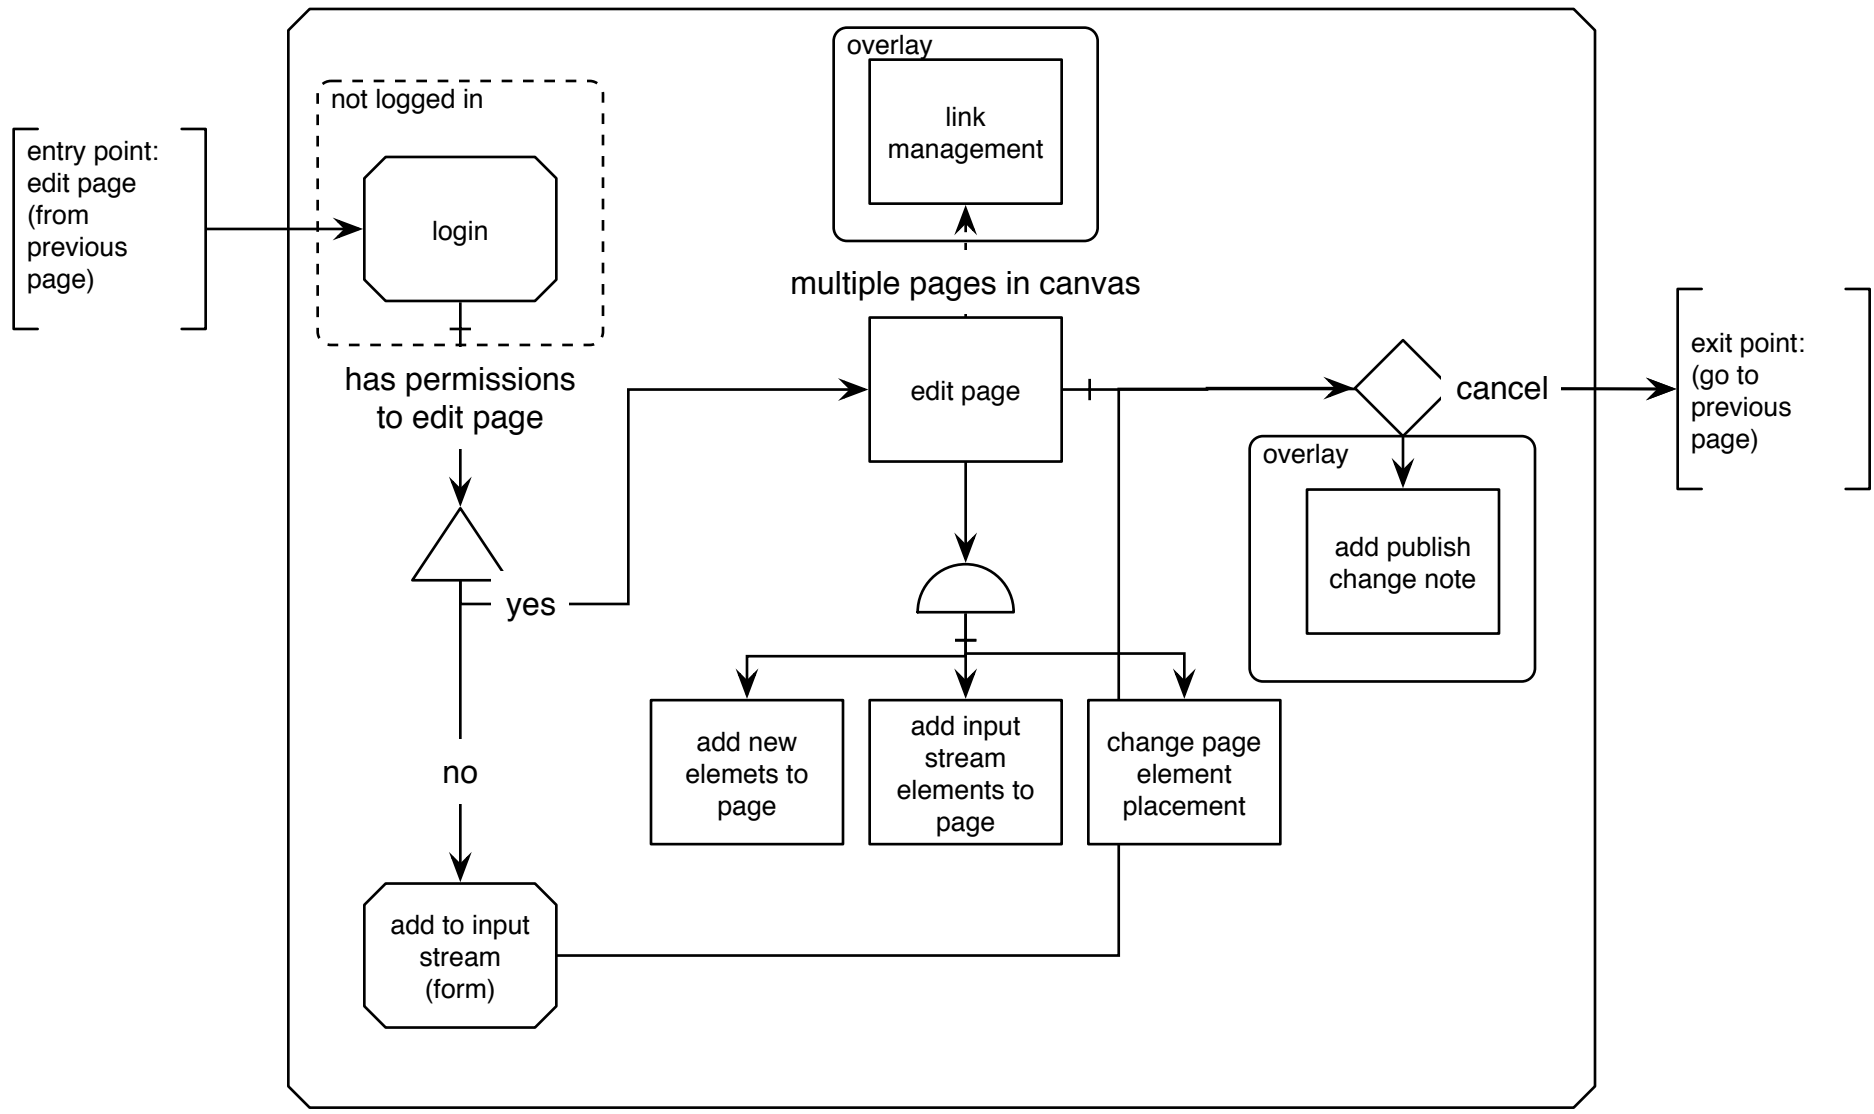 overlay
link
management
not logged in
entry point:
edit page
(from
previous
page)
login
multiple pages in canvas
has permissions
to edit page
edit page
cancel
exit point:
(go to
previous
page)
overlay
add publish
change note
yes
add new
elemets to
page
add input
stream
elements to
page
change page
element
placement
no
add to input
stream
(form)